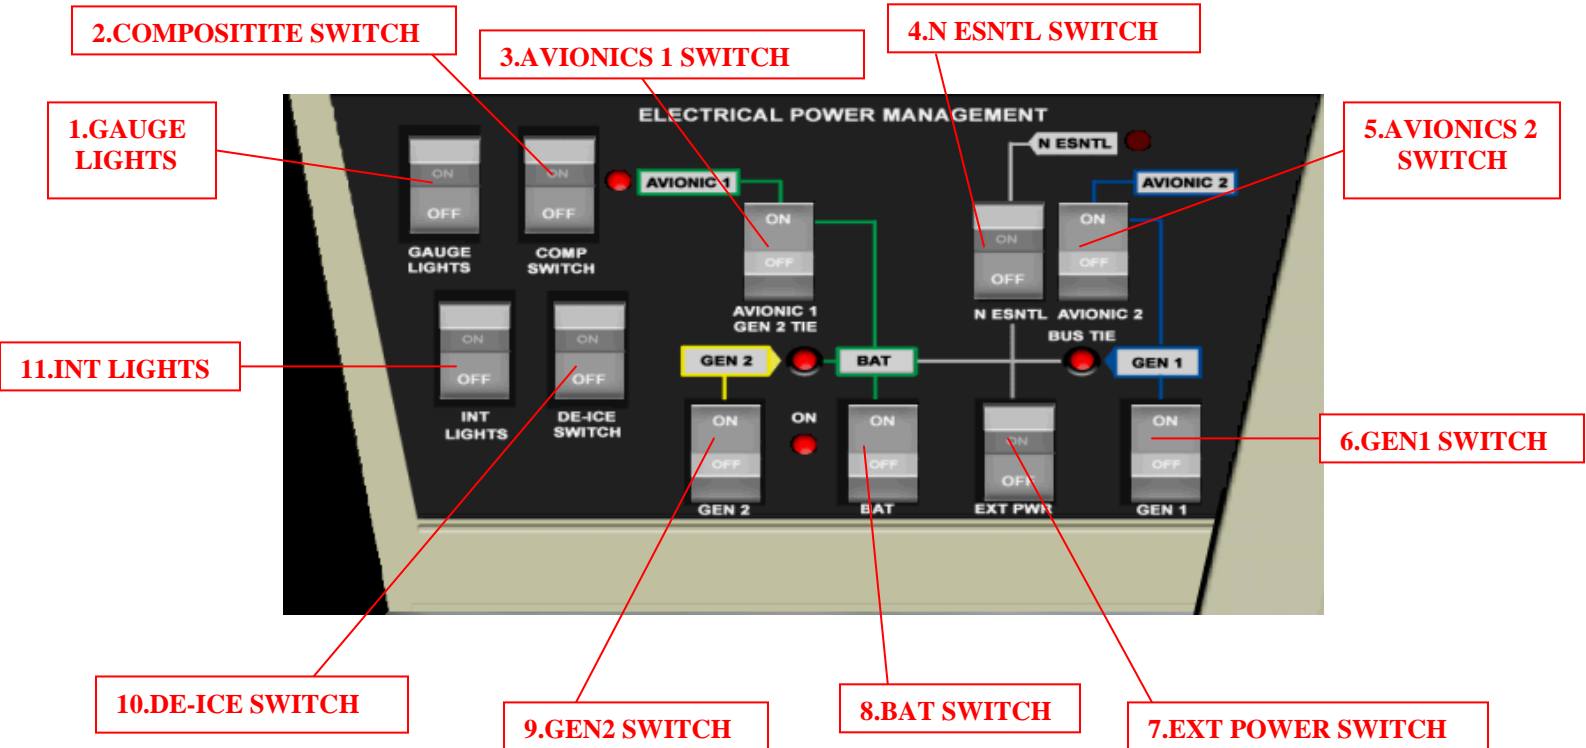 2.COMPOSITITE SWITCH
3.AVIONICS 1 SWITCH
4.N ESNTL SWITCH
1.GAUGE
LIGHTS
5.AVIONICS 2
SWITCH
ELECTRICAL POWER MANAGEMENT
N ESNTL
ON
OFF
GAUGE
LIGHTS
ON
OFF
COMP
SWITCH
AVIONIC 1
ON
OFF
AVIONIC 1
GEN 2 TIE
ON
OFF
N ESNTL
AVIONIC 2
ON
OFF
AVIONIC 2
BUS TIE
11.INT LIGHTS
ON
OFF
INT
LIGHTS
ON
OFF
DE-ICE
SWITCH
GEN 2
BAT
GEN 1
ON
OFF
GEN 2
ON
ON
OFF
BAT
ON
OFF
EXT PWR
ON
OFF
GEN 1
6.GEN1 SWITCH
10.DE-ICE SWITCH
9.GEN2 SWITCH
8.BAT SWITCH
7.EXT POWER SWITCH